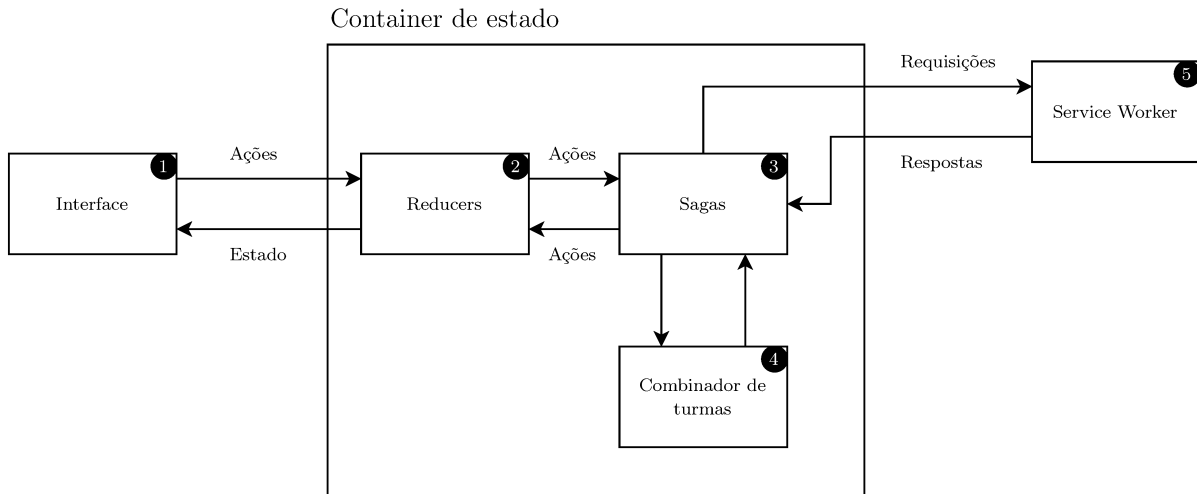 Container de estado
Requisições
5
Service Worker
Respostas
1
Interface
Ações
Estado
2
Reducers
Ações
Ações
3
Sagas
4
Combinador de
turmas